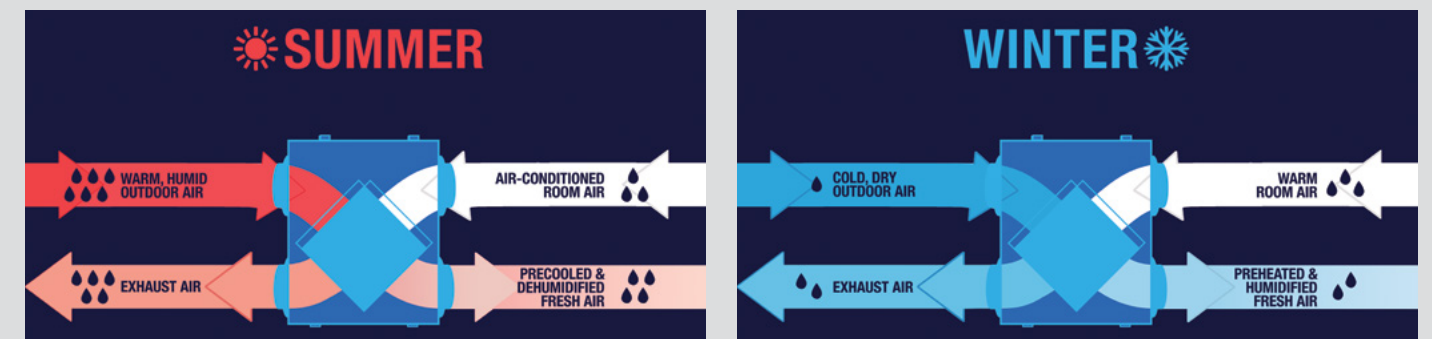 SUMMER
WARM, HUMID
OUTDOOR AIR
AIR-CONDITIONED
ROOM AIR
EXHAUST AIR
PRECOOLED &
DEHUMIDIFIED
FRESH AIR
WINTER
COLD, DRY
OUTDOOR AIR
WARM
ROOM AIR
EXHAUST AIR
PREHEATED &
HUMIDIFIED
FRESH AIR